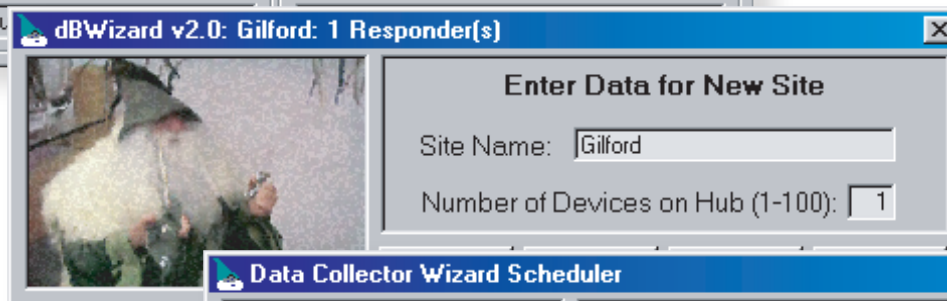 dBWizard v2.0: Gilford: 1 Responder(s)
Enter Data for New Site
Site Name: Gilford
Number of Devices on Hub (1-100): 1
Data Collector Wizard Scheduler